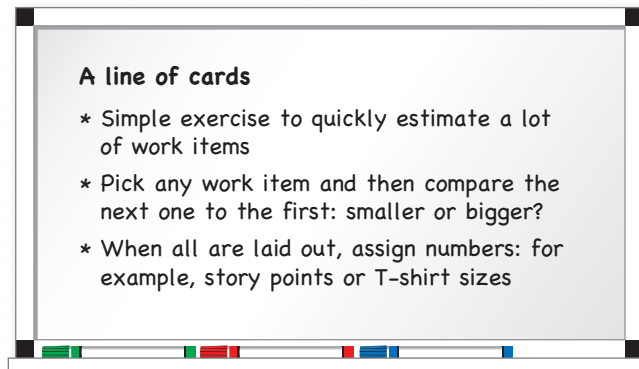 A line of cards
* Simple exercise to quickly estimate a lot
of work items
* Pick any work item and then compare the
next one to the first: smaller or bigger?
* When all are laid out, assign numbers: for
example, story points or T-shirt sizes